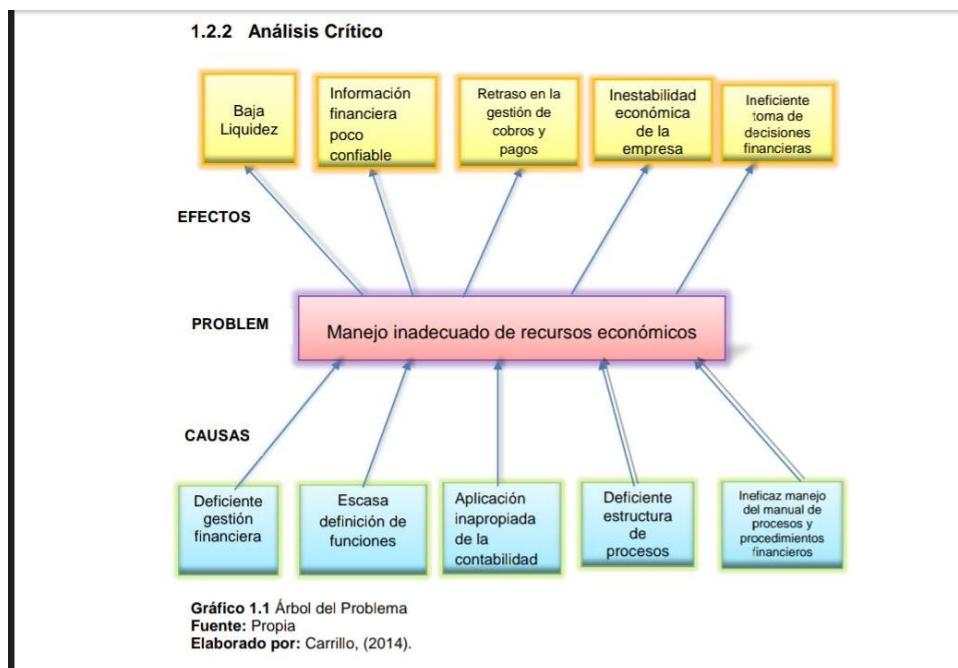 1.2.2 Análisis Crítico
Baja
Liquidez
Información
financiera
poco
confiable
Retraso en la
gestión de
cobros y
pagos
Inestabilidad
económica
de la
empresa
Ineficiente
toma de
decisiones
financieras
EFECTOS
PROBLEM
Manejo inadecuado de recursos económicos
CAUSAS
Deficiente
gestión
financiera
Escasa
definición de
funciones
Aplicación
inapropiada
de la
contabilidad
Deficiente
estructura
de
procesos
Ineficaz manejo
del manual de
procesos y
procedimientos
financieros
Gráfico 1.1 Árbol del Problema
Fuente: Propia
Elaborado por: Carrillo, (2014).